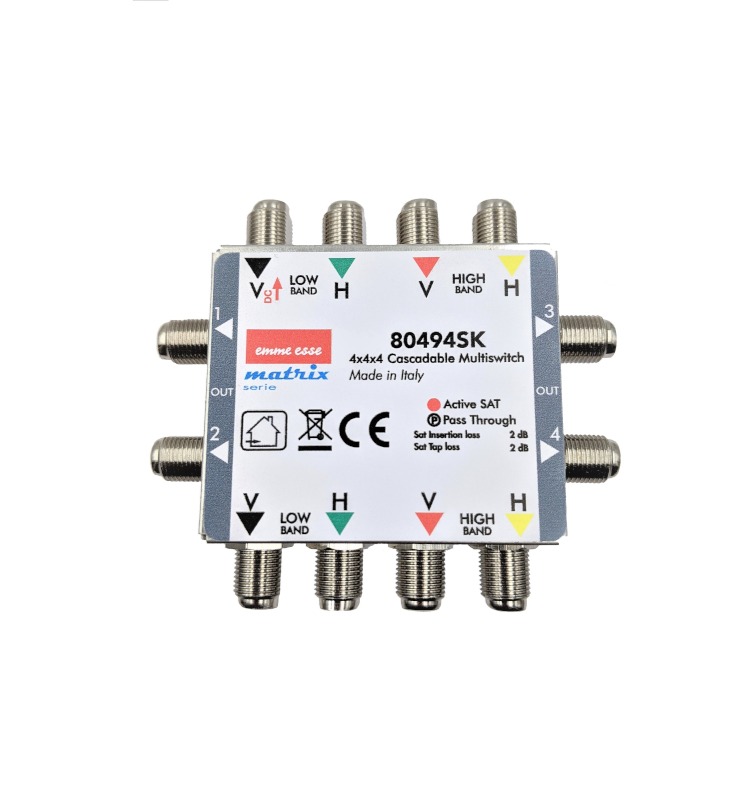 V DC LOW BAND H V HIGH BAND H
1
3
emme esse
80494SK
4x4x4 Cascadable Multiswitch
matrix
Made in Italy
serie
OUT
OUT
Active SAT
P Pass Through
CE
Sat Insertion loss 2 dB
Sat Tap loss 2 dB
2
4
V LOW BAND H V HIGH BAND H